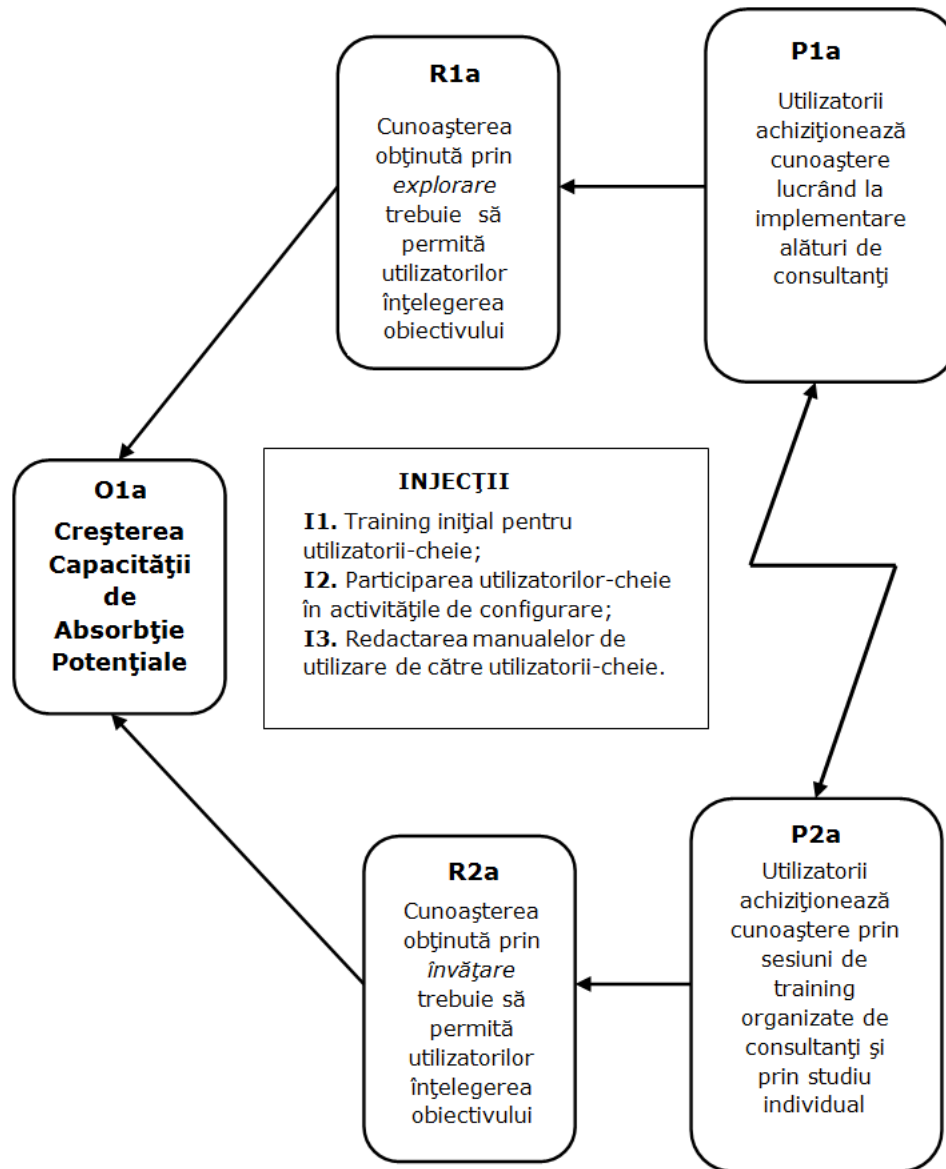 R1a
Cunoaşterea
obţinută prin
explorare
trebuie să
permită
utilizatorilor
înţelegerea
obiectivului
P1a
Utilizatorii
achiziţionează
cunoaştere
lucrând la
implementare
alături de
consultanţi
O1a
Creşterea
Capacităţii
de
Absorbţie
Potenţiale
INJECŢII
I1. Training iniţial pentru
utilizatorii-cheie;
I2. Participarea utilizatorilor-cheie
în activităţile de configurare;
I3. Redactarea manualelor de
utilizare de către utilizatorii-cheie.
R2a
Cunoaşterea
obţinută prin
învăţare
trebuie să
permită
utilizatorilor
înţelegerea
obiectivului
P2a
Utilizatorii
achiziţionează
cunoaştere prin
sesiuni de
training
organizate de
consultanţi şi
prin studiu
individual